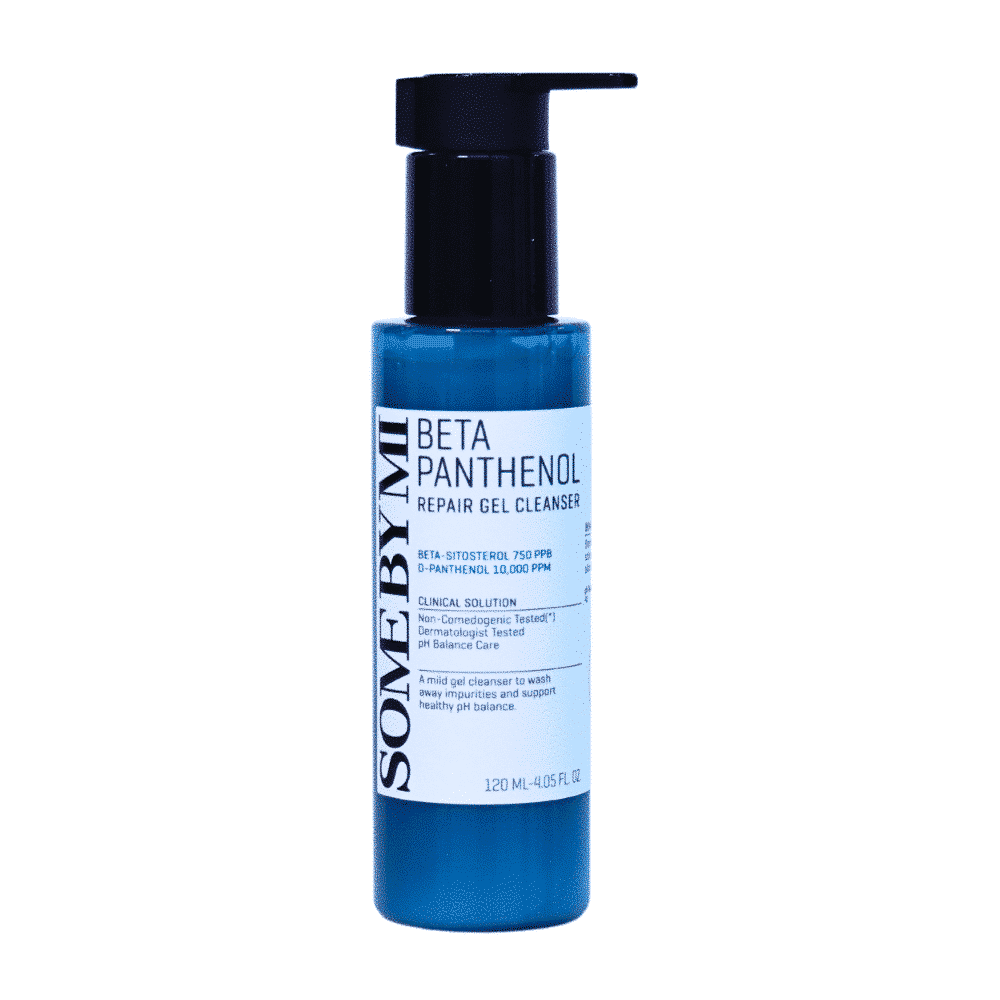 SOME BY MI
BETA
PANTHENOL
REPAIR GEL CLEANSER
BETA-SITOSTEROL 750 PPB
D-PANTHENOL 10,000 PPM
CLINICAL SOLUTION
Non-Comedogenic Tested(*)
Dermatologist Tested
pH Balance Care
A mild gel cleanser to wash
away impurities and support
healthy pH balance.
120 ML-4.05 FL. OZ